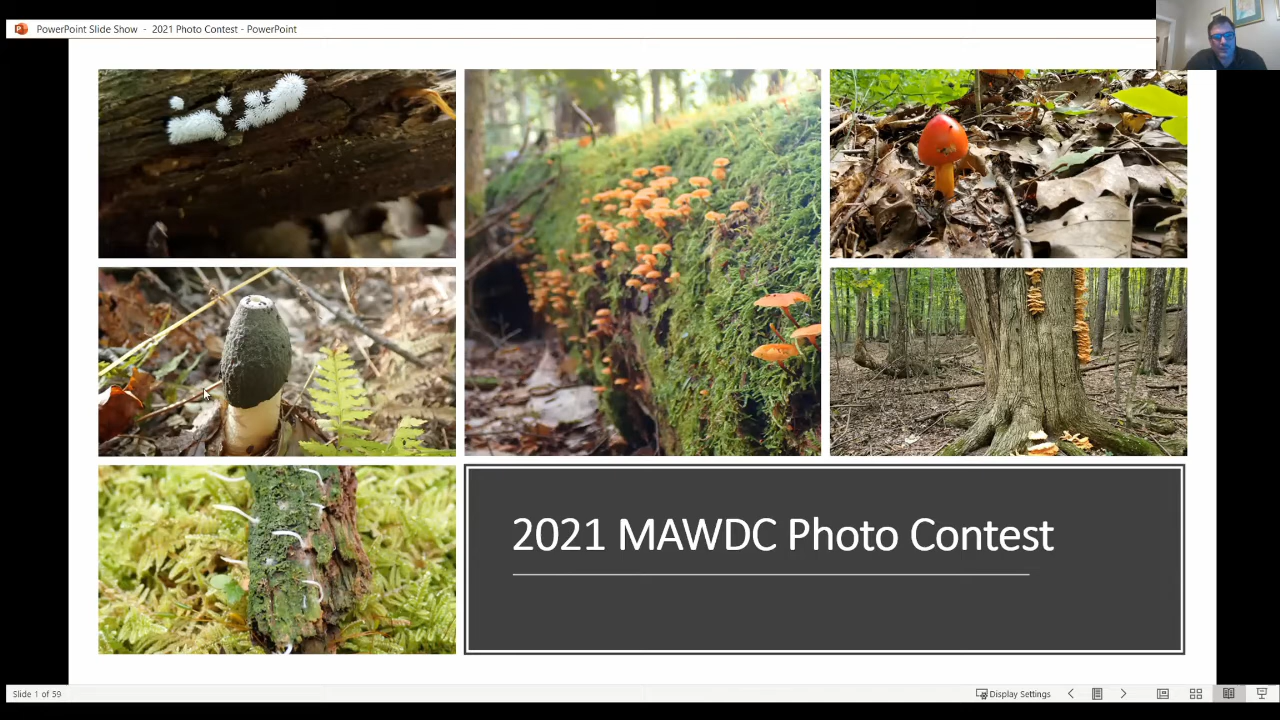 PowerPoint Slide Show - 2021 Photo Contest - PowerPoint
2021 MAWDC Photo Contest
Slide 1 of 59
Display Settings